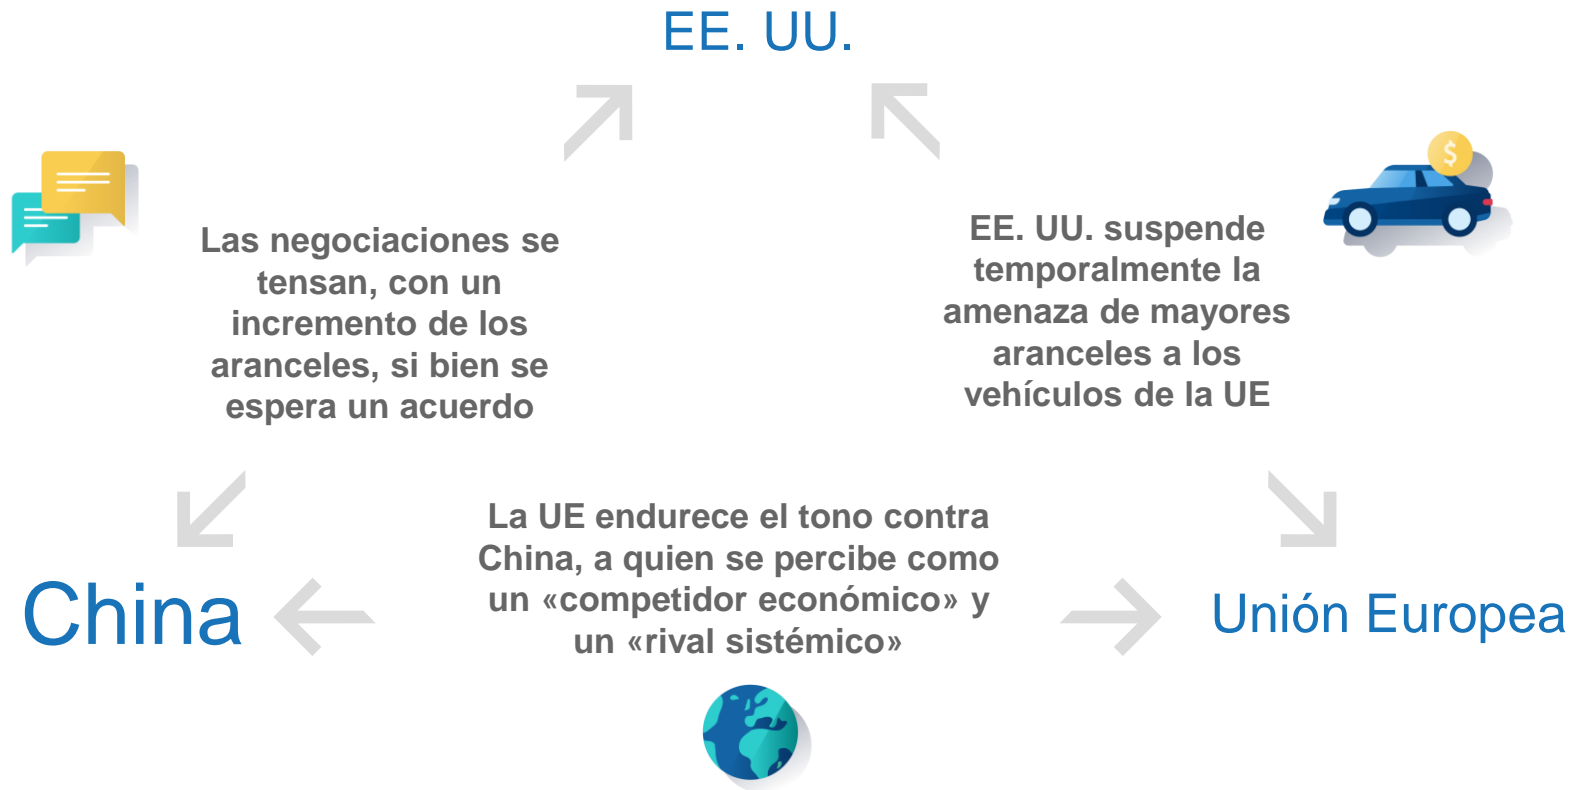 EE. UU.
Las negociaciones se
tensan, con un
incremento de los
aranceles, si bien se
espera un acuerdo
EE. UU. suspende
temporalmente la
amenaza de mayores
aranceles a los
vehículos de la UE
$
La UE endurece el tono contra
China, a quien se percibe como
un «competidor económico» y
un «rival sistémico»
China
Unión Europea